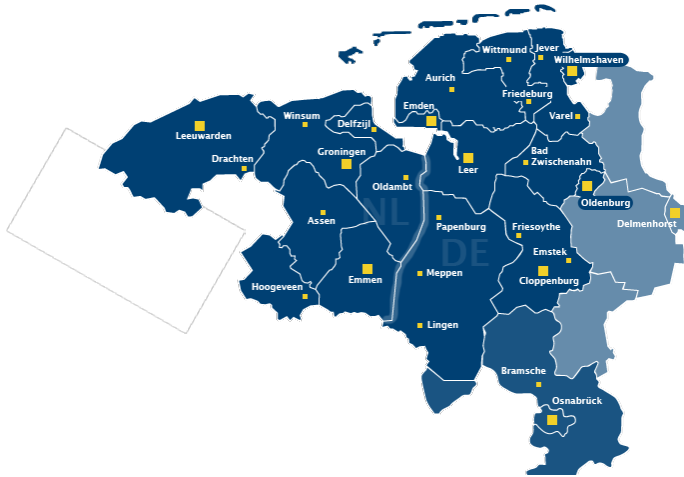 Wittmund
Jever
Wilhelmshaven
Aurich
Friedeburg
Emden
Winsum
Varel
Delfzijl
Leeuwarden
Groningen
Bad
Zwischenahn
Drachten
Leer
Oldambt
Oldenburg
NL
Assen
Papenburg
Friesoythe
Delmenhorst
DE
Emstek
Meppen
Emmen
Cloppenburg
Hoogeveen
Lingen
Bramsche
Osnabrück